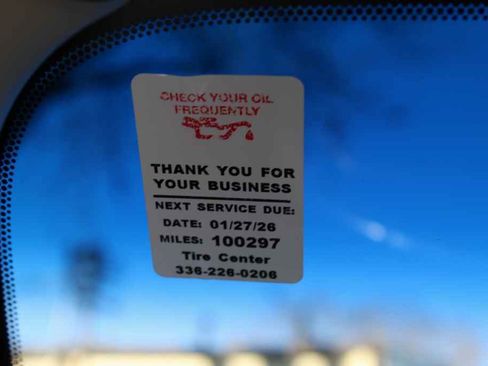 CHECK YOUR OIL
FREQUENTLY
THANK YOU FOR
YOUR BUSINESS
NEXT SERVICE DUE:
DATE: 01/27/26
MILES: 100297
Tire Center
336-226-0206